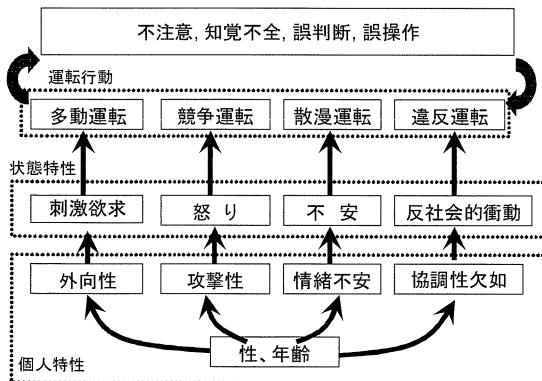 不注意, 知覚不全, 誤判断, 誤操作
運転行動
多動運転 競争運転 散漫運転 違反運転
状態特性
刺激欲求 怒り 不安 反社会的衝動
外向性 攻撃性 情緒不安 協調性欠如
性、年齢
個人特性